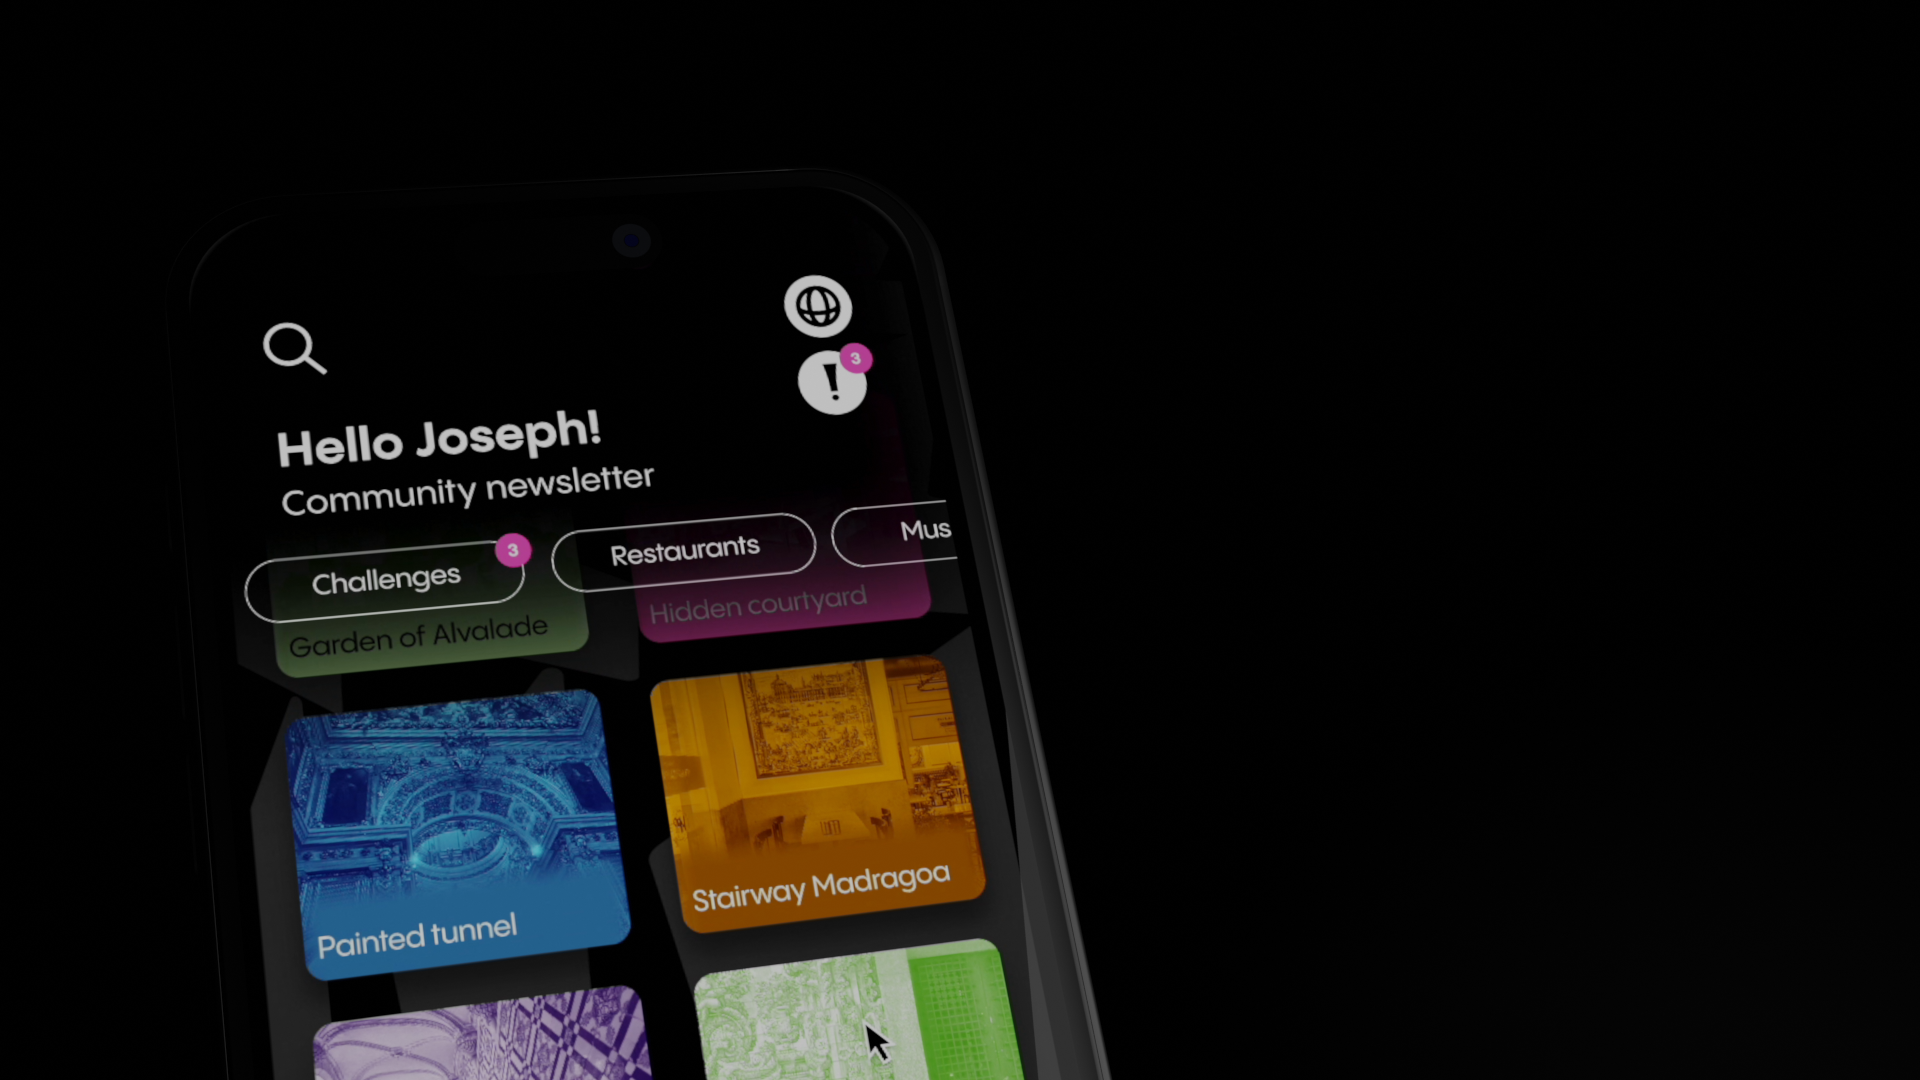 3
Hello Joseph!
Community newsletter
Challenges
3
Restaurants
Mus
Garden of Alvalade
Hidden courtyard
Painted tunnel
Stairway Madragoa